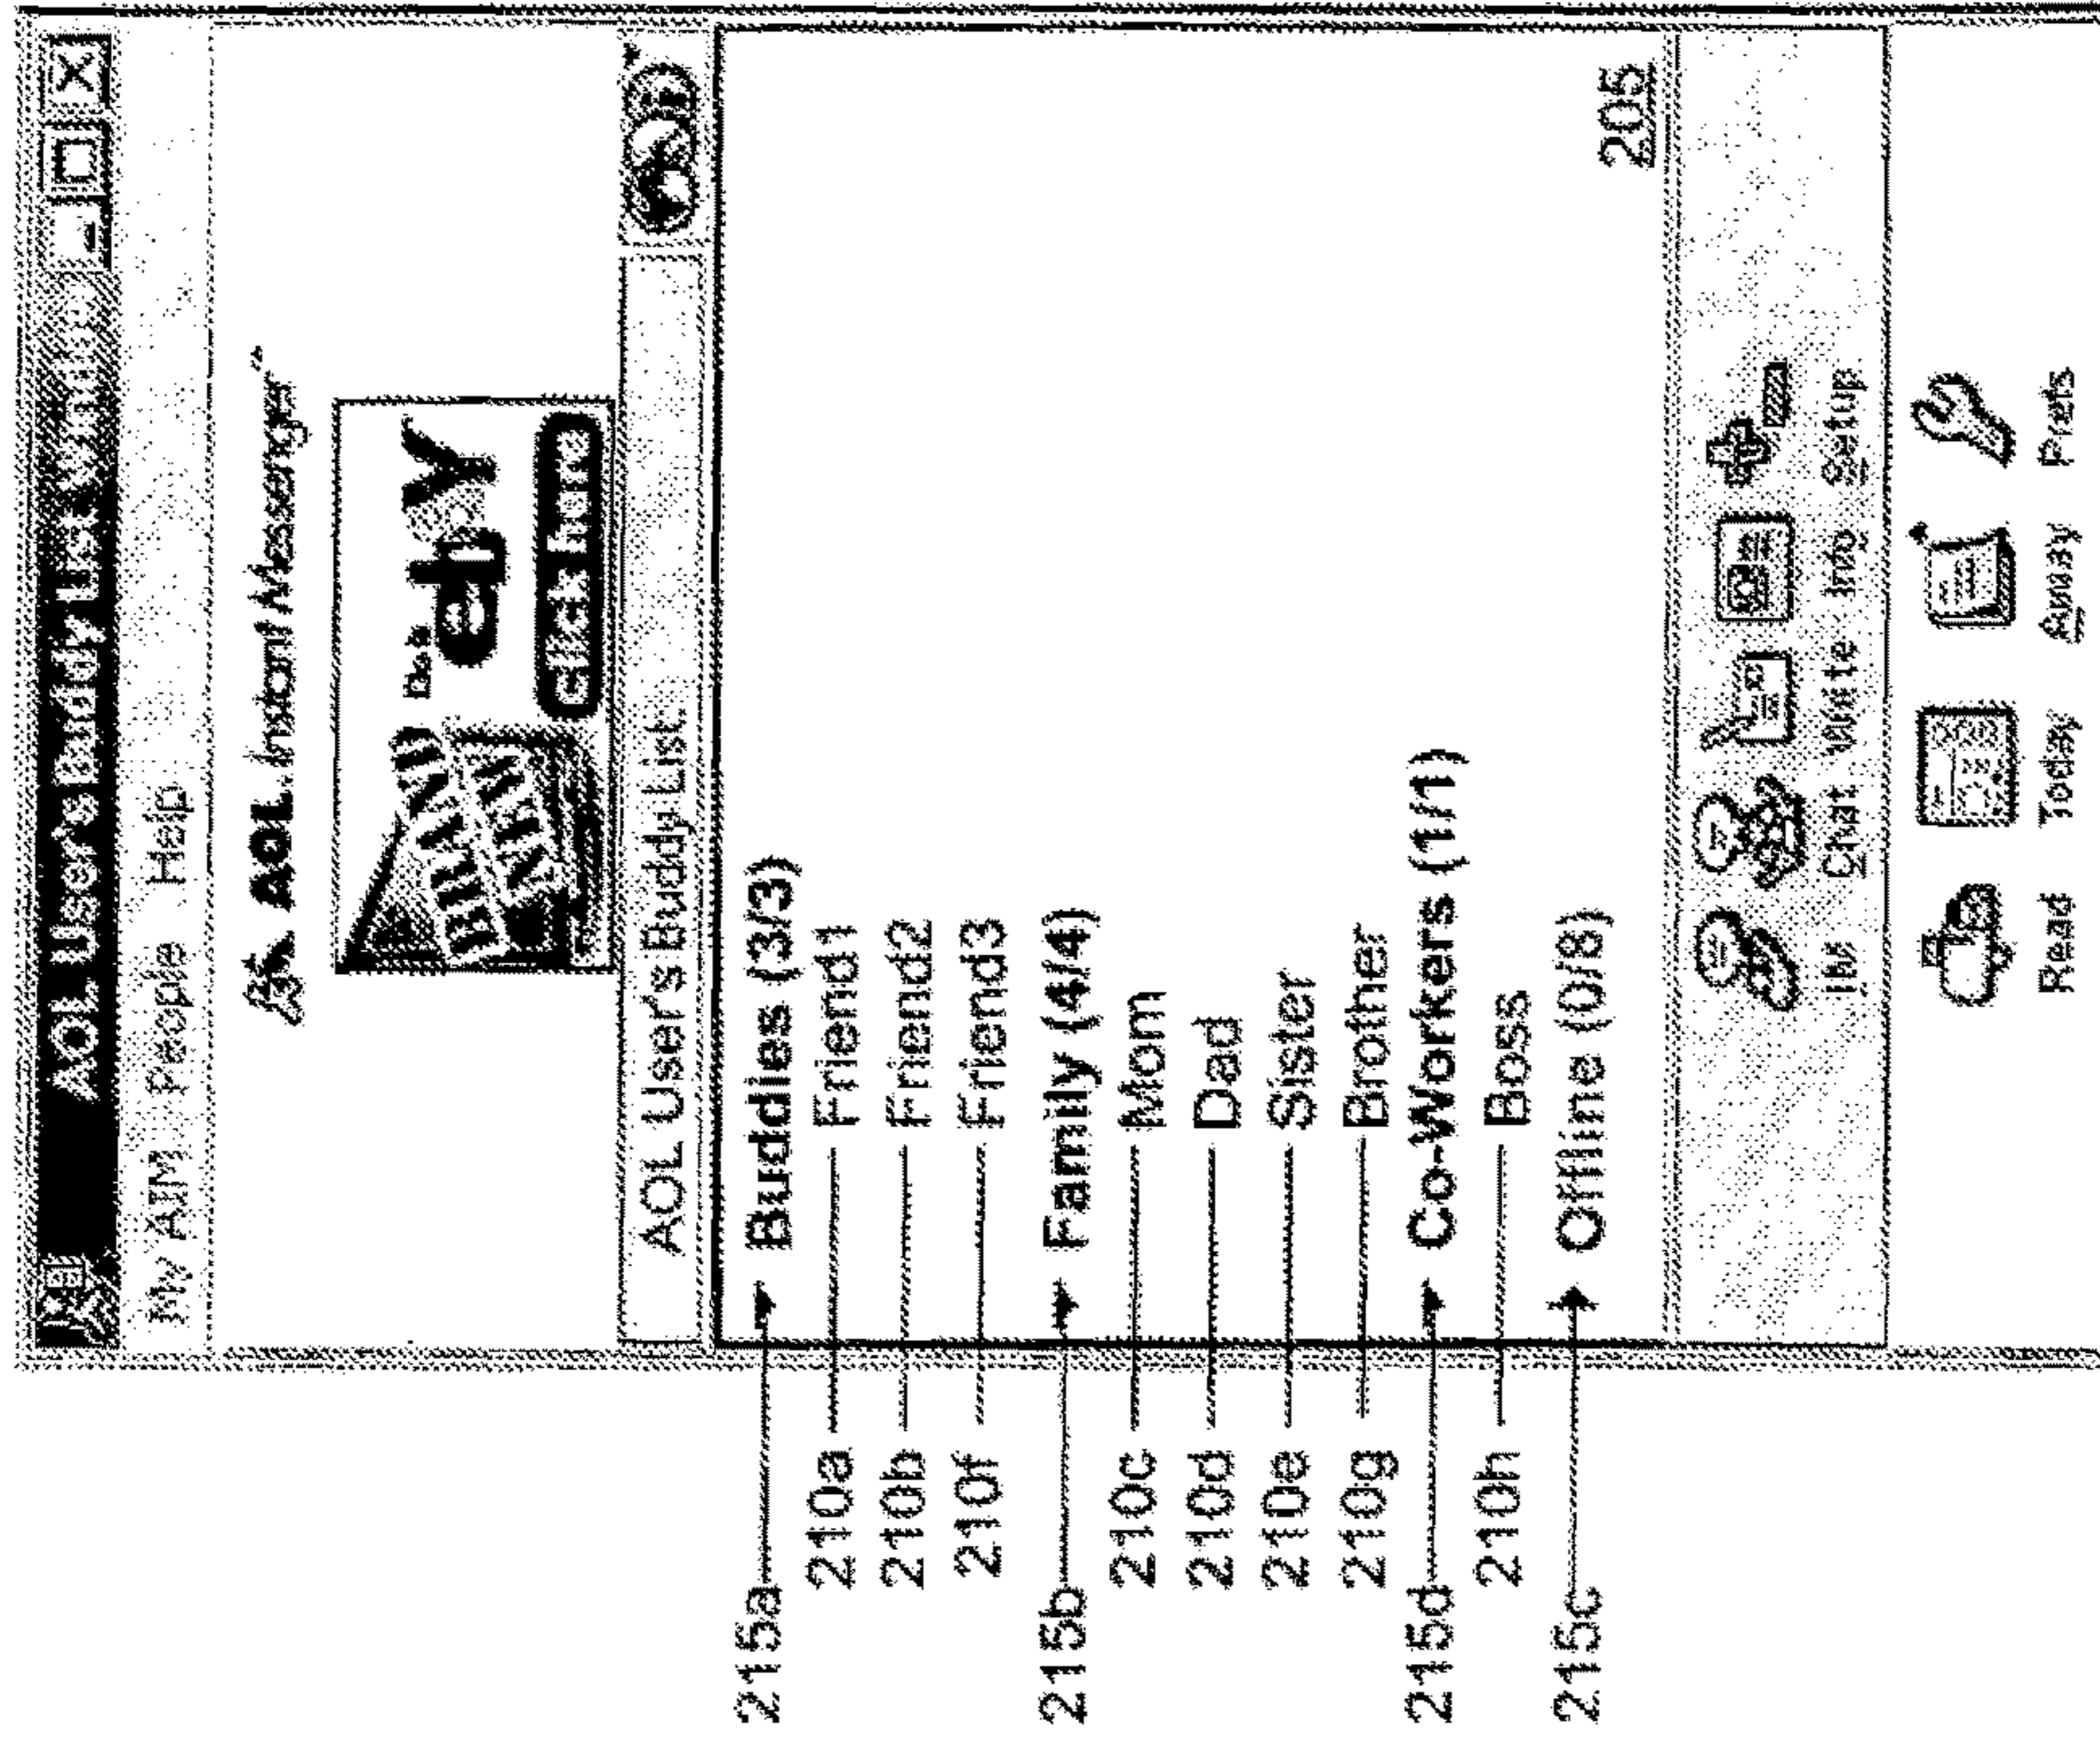 AOL User's Buddy List Window
My AIM People Help
AOL Instant Messenger
BRAND NEW
ebY
click here
AOL User's Buddy List
215a Buddies (3/3)
210a Friend1
210b Friend2
210f Friend3
215b Family (4/4)
210c Mom
210d Dad
210e Sister
210g Brother
215d Co-Workers (1/1)
210h Boss
215c Offline (0/8)
205
IM Chat Write Info Setup
Read Today Away Prefs